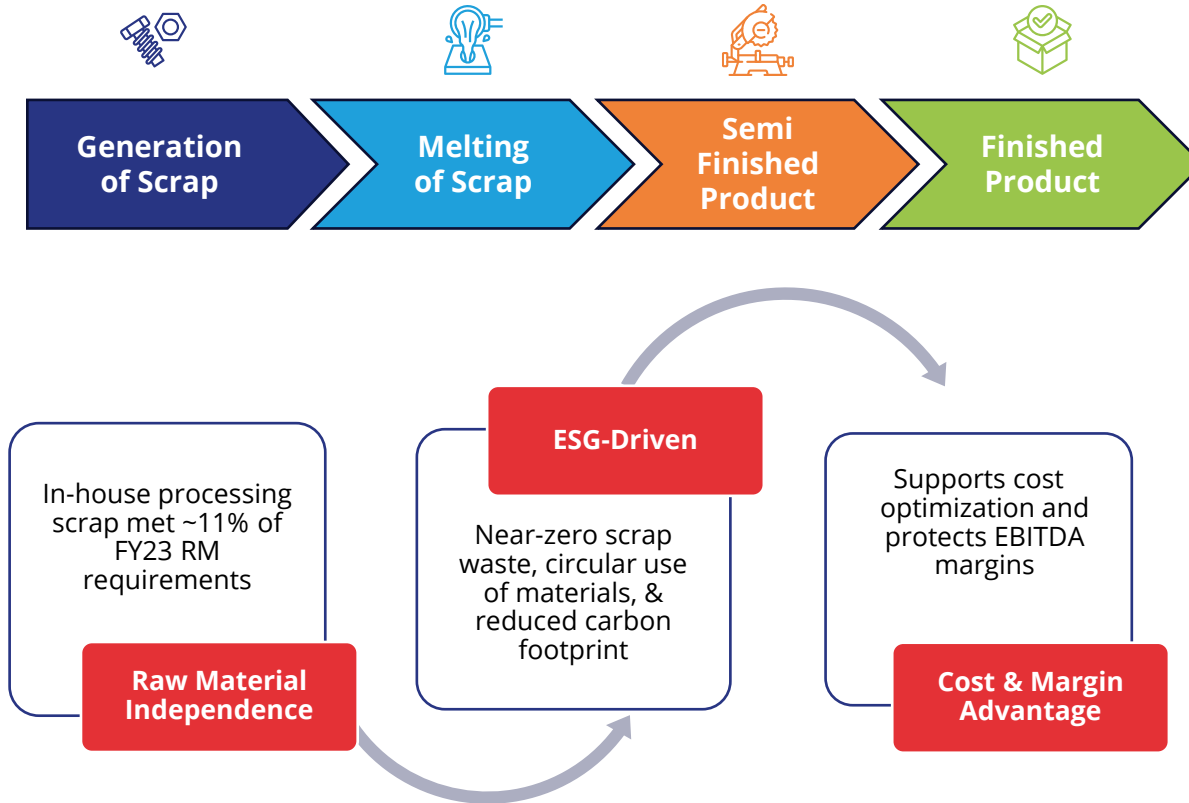 Generation
of Scrap
Melting
of Scrap
Semi
Finished
Product
Finished
Product
In-house processing
scrap met ~11% of
FY23 RM
requirements
Raw Material
Independence
ESG-Driven
Near-zero scrap
waste, circular use
of materials, &
reduced carbon
footprint
Supports cost
optimization and
protects EBITDA
margins
Cost & Margin
Advantage